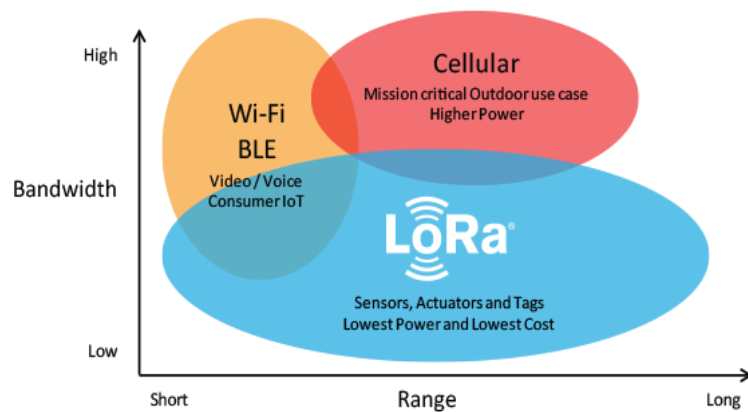 High
Bandwidth
Low
Wi-Fi
BLE
Video / Voice
Consumer IoT
Cellular
Mission critical Outdoor use case
Higher Power
LoRa®
Sensors, Actuators and Tags
Lowest Power and Lowest Cost
Short
Range
Long